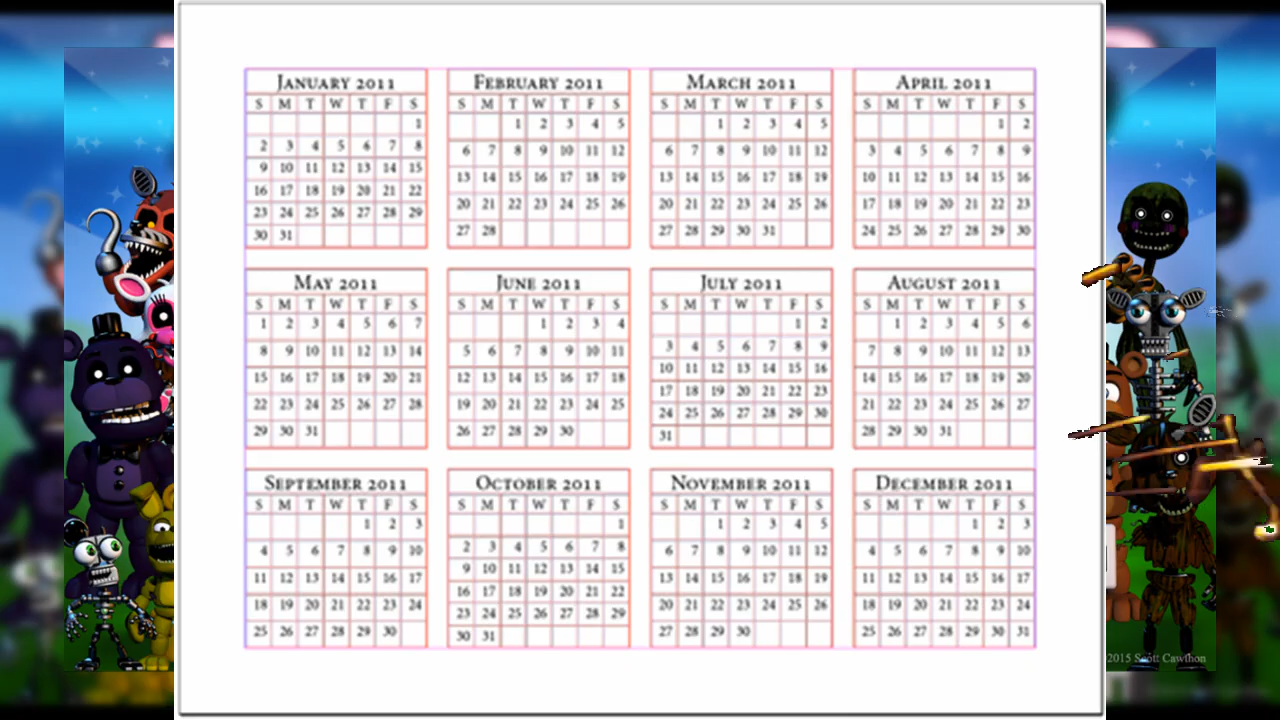 January 2011
S M T W T F S
1
2 3 4 5 6 7 8
9 10 11 12 13 14 15
16 17 18 19 20 21 22
23 24 25 26 27 28 29
30 31
February 2011
S M T W T F S
1 2 3 4 5
6 7 8 9 10 11 12
13 14 15 16 17 18 19
20 21 22 23 24 25 26
27 28
March 2011
S M T W T F S
1 2 3 4 5
6 7 8 9 10 11 12
13 14 15 16 17 18 19
20 21 22 23 24 25 26
27 28 29 30 31
April 2011
S M T W T F S
1 2
3 4 5 6 7 8 9
10 11 12 13 14 15 16
17 18 19 20 21 22 23
24 25 26 27 28 29 30
May 2011
S M T W T F S
1 2 3 4 5 6 7
8 9 10 11 12 13 14
15 16 17 18 19 20 21
22 23 24 25 26 27 28
29 30 31
June 2011
S M T W T F S
1 2 3 4
5 6 7 8 9 10 11
12 13 14 15 16 17 18
19 20 21 22 23 24 25
26 27 28 29 30
July 2011
S M T W T F S
1 2
3 4 5 6 7 8 9
10 11 12 13 14 15 16
17 18 19 20 21 22 23
24 25 26 27 28 29 30
31
August 2011
S M T W T F S
1 2 3 4 5 6
7 8 9 10 11 12 13
14 15 16 17 18 19 20
21 22 23 24 25 26 27
28 29 30 31
September 2011
S M T W T F S
1 2 3
4 5 6 7 8 9 10
11 12 13 14 15 16 17
18 19 20 21 22 23 24
25 26 27 28 29 30
October 2011
S M T W T F S
1
2 3 4 5 6 7 8
9 10 11 12 13 14 15
16 17 18 19 20 21 22
23 24 25 26 27 28 29
30 31
November 2011
S M T W T F S
1 2 3 4 5
6 7 8 9 10 11 12
13 14 15 16 17 18 19
20 21 22 23 24 25 26
27 28 29 30
December 2011
S M T W T F S
1 2 3
4 5 6 7 8 9 10
11 12 13 14 15 16 17
18 19 20 21 22 23 24
25 26 27 28 29 30 31
2015 Scott Cawthon